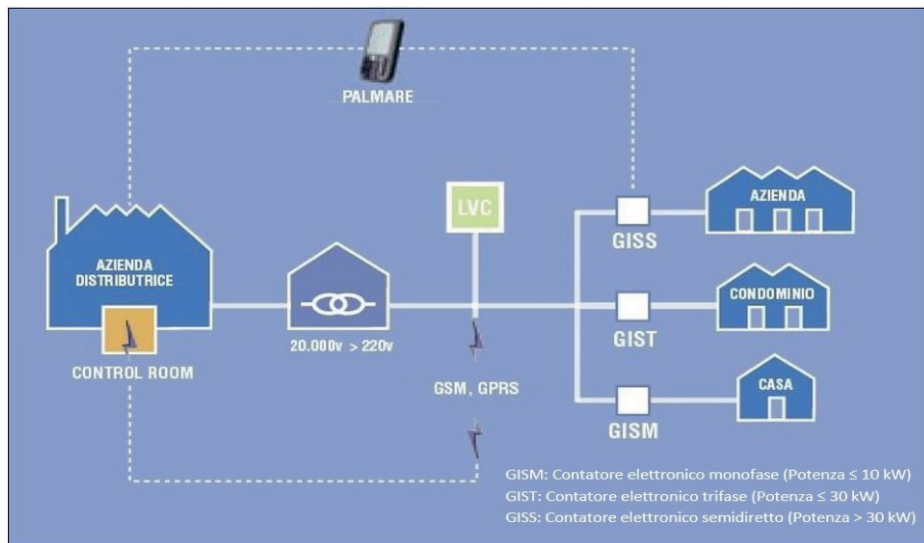 PALMARE
LVC
AZIENDA
GISS
AZIENDA
DISTRIBUTRICE
CONDOMINIO
GIST
20.000v > 220v
CONTROL ROOM
GSM, GPRS
CASA
GISM
GISM: Contatore elettronico monofase (Potenza ≤ 10 kW)
GIST: Contatore elettronico trifase (Potenza ≤ 30 kW)
GISS: Contatore elettronico semidiretto (Potenza > 30 kW)